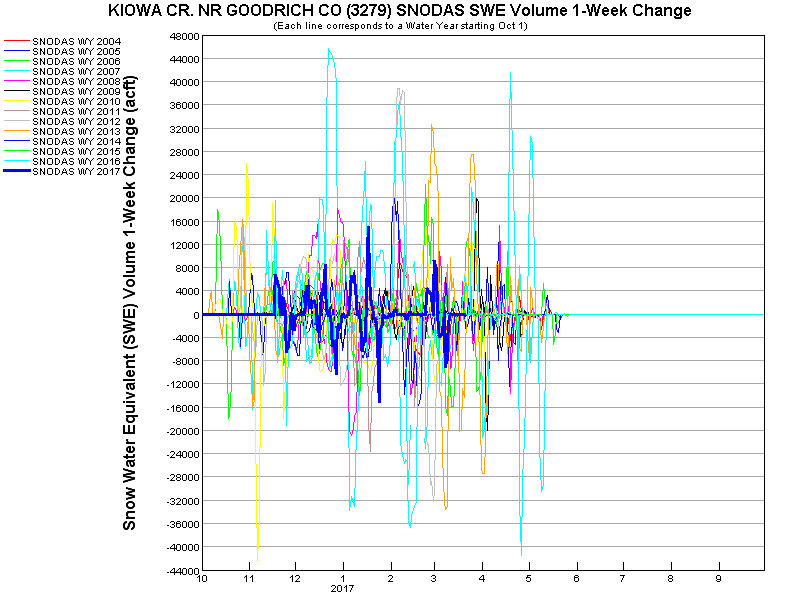 KIOWA CR. NR GOODRICH CO (3279) SNODAS SWE Volume 1-Week Change
(Each line corresponds to a Water Year starting Oct 1)
SNODAS WY 2004
SNODAS WY 2005
SNODAS WY 2006
SNODAS WY 2007
SNODAS WY 2008
SNODAS WY 2009
SNODAS WY 2010
SNODAS WY 2011
SNODAS WY 2012
SNODAS WY 2013
SNODAS WY 2014
SNODAS WY 2015
SNODAS WY 2016
SNODAS WY 2017
Snow Water Equivalent (SWE) Volume 1-Week Change (acft)
48000
44000
40000
36000
32000
28000
24000
20000
16000
12000
8000
4000
0
-4000
-8000
-12000
-16000
-20000
-24000
-28000
-32000
-36000
-40000
-44000
10 11 12 1 2 3 4 5 6 7 8 9
2017